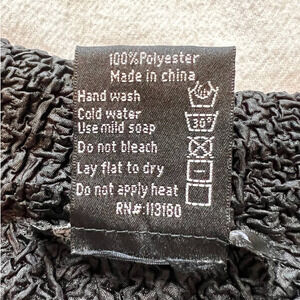 100%Polyester
Made in china
Hand wash
Cold water
30°
Use mild soap
Do not bleach
Lay flat to dry
Do not apply heat
RN#:113180